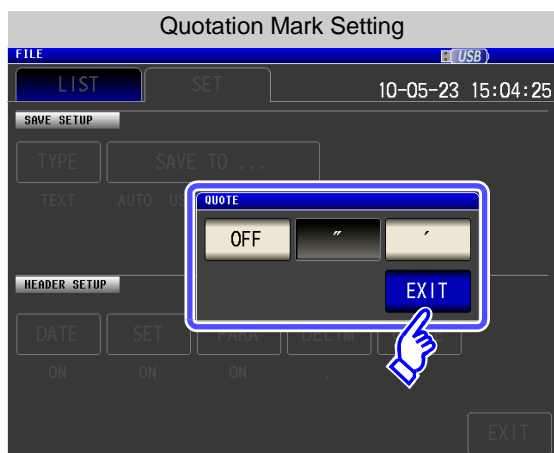 Quotation Mark Setting
FILE
USB
LIST SET 10-05-23 15:04:25
SAVE SETUP
TYPE SAVE TO ...
TEXT AUTO
QUOTE
OFF " '
EXIT
HEADER SETUP
DATE SET PARA DELIM
ON ON ON
EXIT